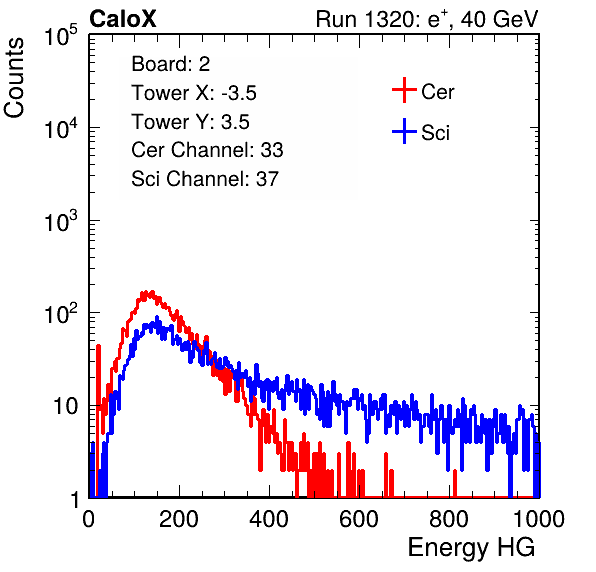 CaloX Run 1320: e⁺, 40 GeV
Counts
Board: 2
Tower X: -3.5
Tower Y: 3.5
Cer Channel: 33
Sci Channel: 37
Cer
Sci
10⁵
10⁴
10³
10²
10
1
0 200 400 600 800 1000
Energy HG